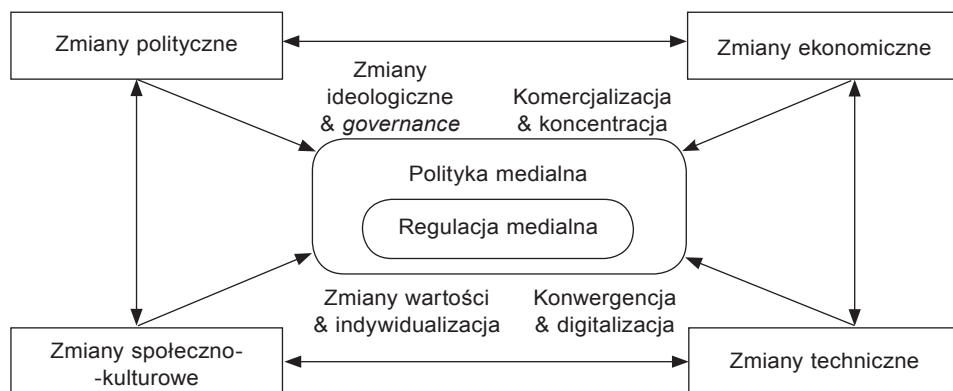 Zmiany polityczne
Zmiany ekonomiczne
Zmiany
ideologiczne
& governance
Komercjalizacja
& koncentracja
Polityka medialna
Regulacja medialna
Zmiany wartości
& indywidualizacja
Konwergencja
& digitalizacja
Zmiany społeczno-
-kulturowe
Zmiany techniczne